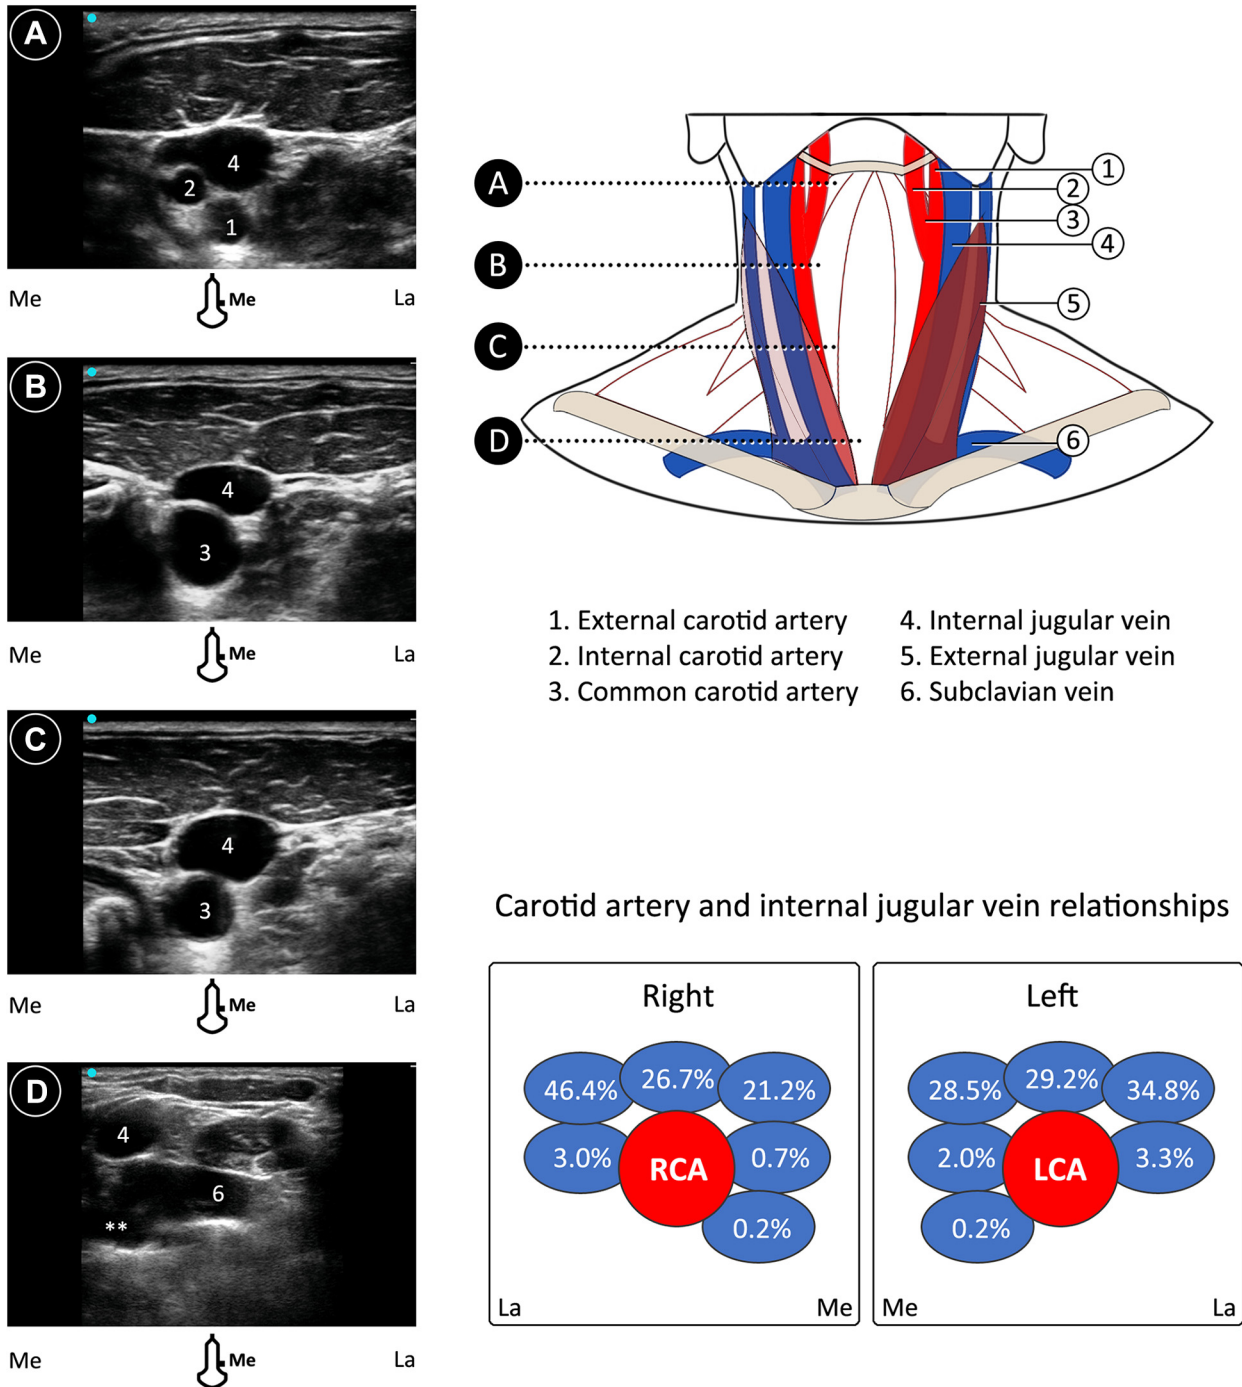 A
4
2
1
Me
Me
La
B
4
3
Me
Me
La
C
4
3
Me
Me
La
D
4
6
**
Me
Me
La
A
B
C
D
1
2
3
4
5
6
1. External carotid artery
2. Internal carotid artery
3. Common carotid artery
4. Internal jugular vein
5. External jugular vein
6. Subclavian vein
Carotid artery and internal jugular vein relationships
Right
46.4% 26.7% 21.2%
3.0% RCA 0.7%
0.2%
La Me
Left
28.5% 29.2% 34.8%
2.0% LCA 3.3%
0.2%
Me La